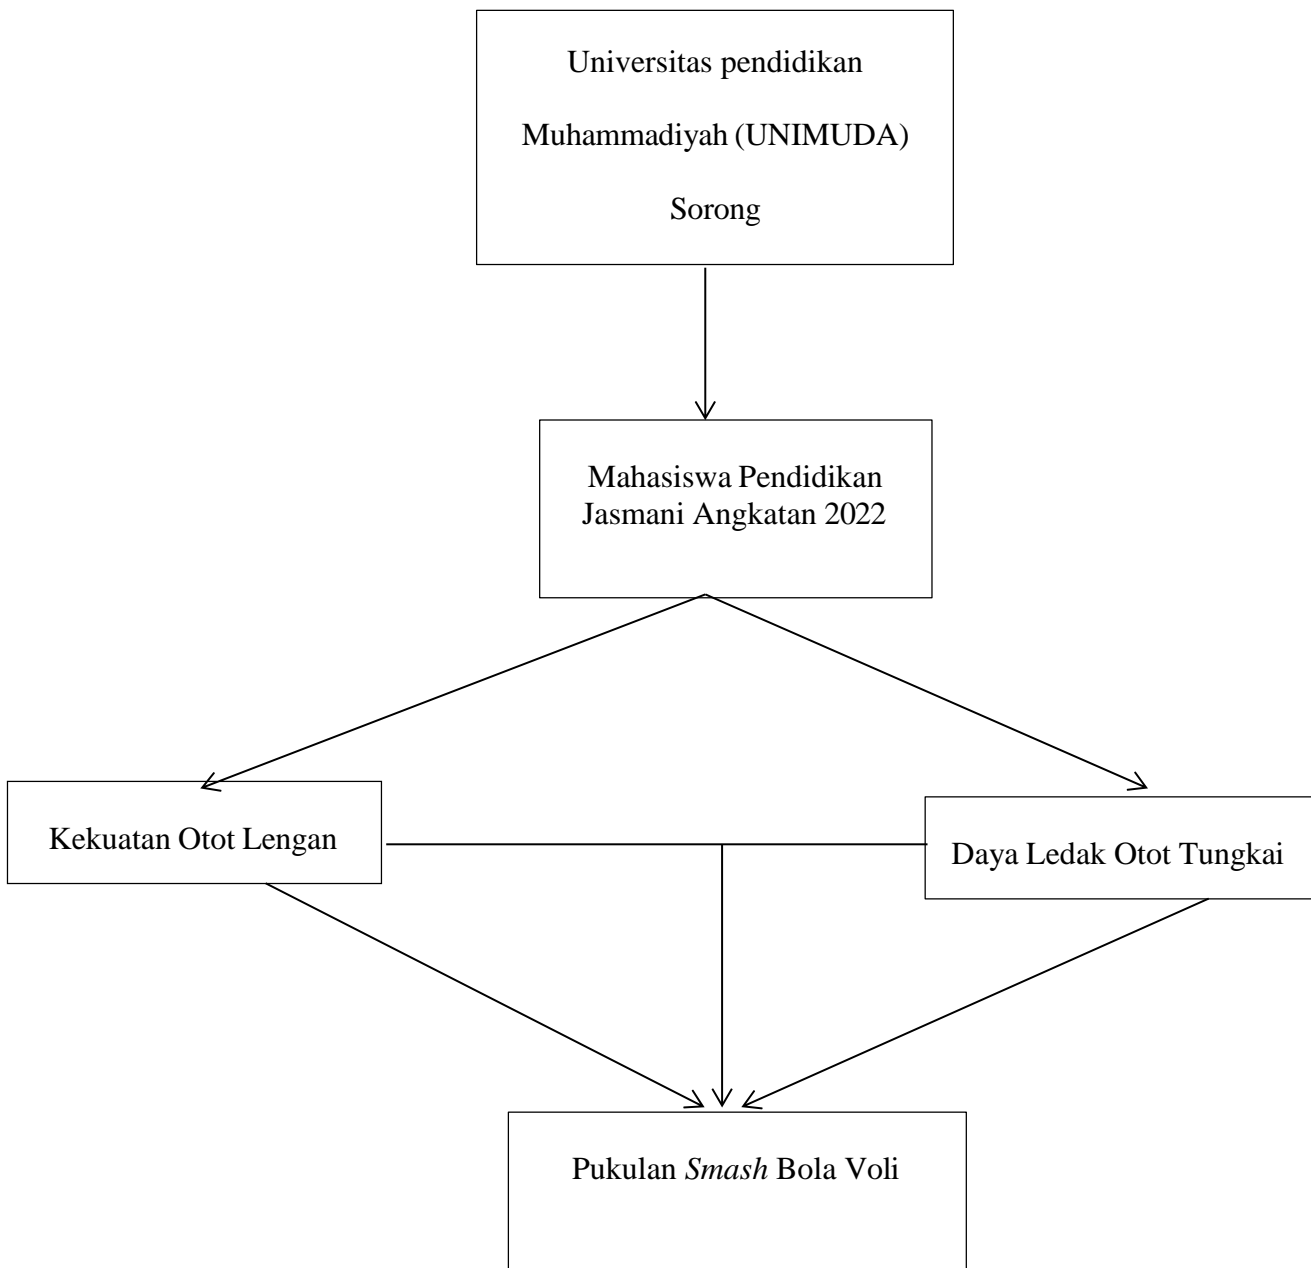 Universitas pendidikan
Muhammadiyah (UNIMUDA)
Sorong
Mahasiswa Pendidikan
Jasmani Angkatan 2022
Kekuatan Otot Lengan
Daya Ledak Otot Tungkai
Pukulan Smash Bola Voli